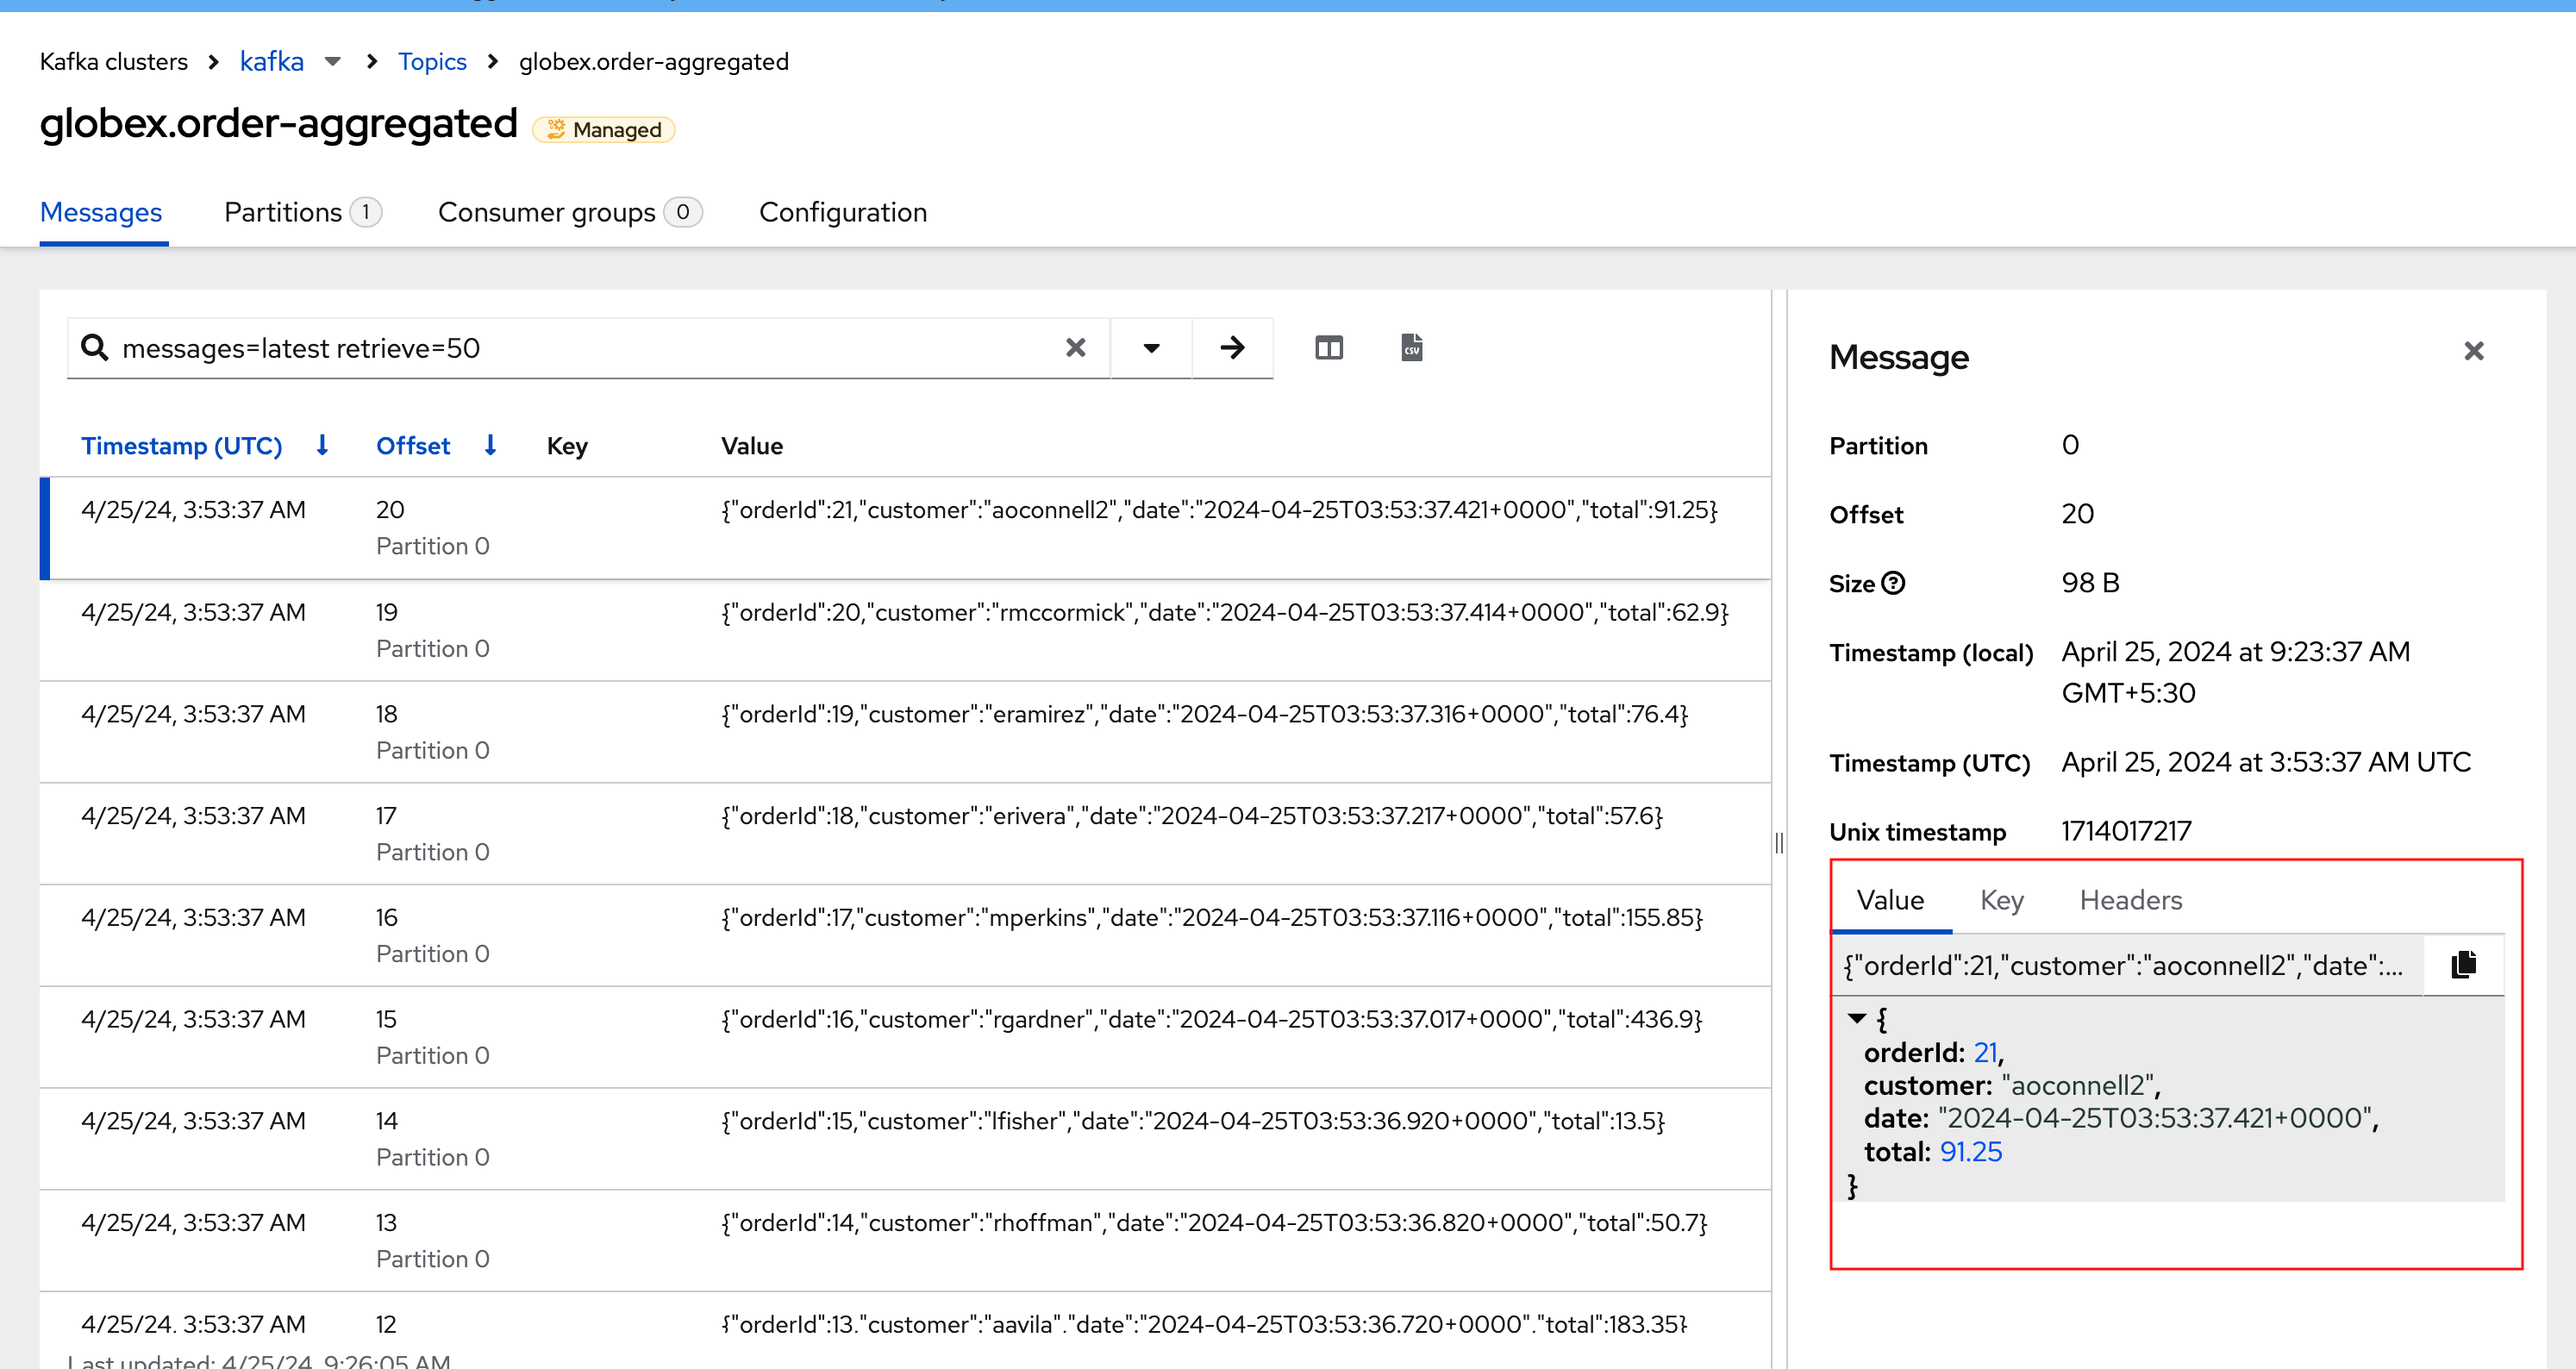 Kafka clusters > kafka > Topics > globex.order-aggregated
globex.order-aggregated Managed
Messages Partitions 1 Consumer groups 0 Configuration
messages=latest retrieve=50 CSV
Timestamp (UTC) Offset Key Value
4/25/24, 3:53:37 AM 20 {"orderId":21,"customer":"aoconnell2","date":"2024-04-25T03:53:37.421+0000","total":91.25}
Partition 0
4/25/24, 3:53:37 AM 19 {"orderId":20,"customer":"rmccormick","date":"2024-04-25T03:53:37.414+0000","total":62.9}
Partition 0
4/25/24, 3:53:37 AM 18 {"orderId":19,"customer":"eramirez","date":"2024-04-25T03:53:37.316+0000","total":76.4}
Partition 0
4/25/24, 3:53:37 AM 17 {"orderId":18,"customer":"erivera","date":"2024-04-25T03:53:37.217+0000","total":57.6}
Partition 0
4/25/24, 3:53:37 AM 16 {"orderId":17,"customer":"mperkins","date":"2024-04-25T03:53:37.116+0000","total":155.85}
Partition 0
4/25/24, 3:53:37 AM 15 {"orderId":16,"customer":"rgardner","date":"2024-04-25T03:53:37.017+0000","total":436.9}
Partition 0
4/25/24, 3:53:37 AM 14 {"orderId":15,"customer":"lfisher","date":"2024-04-25T03:53:36.920+0000","total":13.5}
Partition 0
4/25/24, 3:53:37 AM 13 {"orderId":14,"customer":"rhoffman","date":"2024-04-25T03:53:36.820+0000","total":50.7}
Partition 0
4/25/24, 3:53:37 AM 12 {"orderId":13,"customer":"aavila","date":"2024-04-25T03:53:36.720+0000","total":183.35}
Last updated: 4/25/24, 9:26:05 AM
Message
Partition 0
Offset 20
Size 98 B
Timestamp (local) April 25, 2024 at 9:23:37 AM
GMT+5:30
Timestamp (UTC) April 25, 2024 at 3:53:37 AM UTC
Unix timestamp 1714017217
Value Key Headers
{"orderId":21,"customer":"aoconnell2","date":...
{
orderId: 21,
customer: "aoconnell2",
date: "2024-04-25T03:53:37.421+0000",
total: 91.25
}